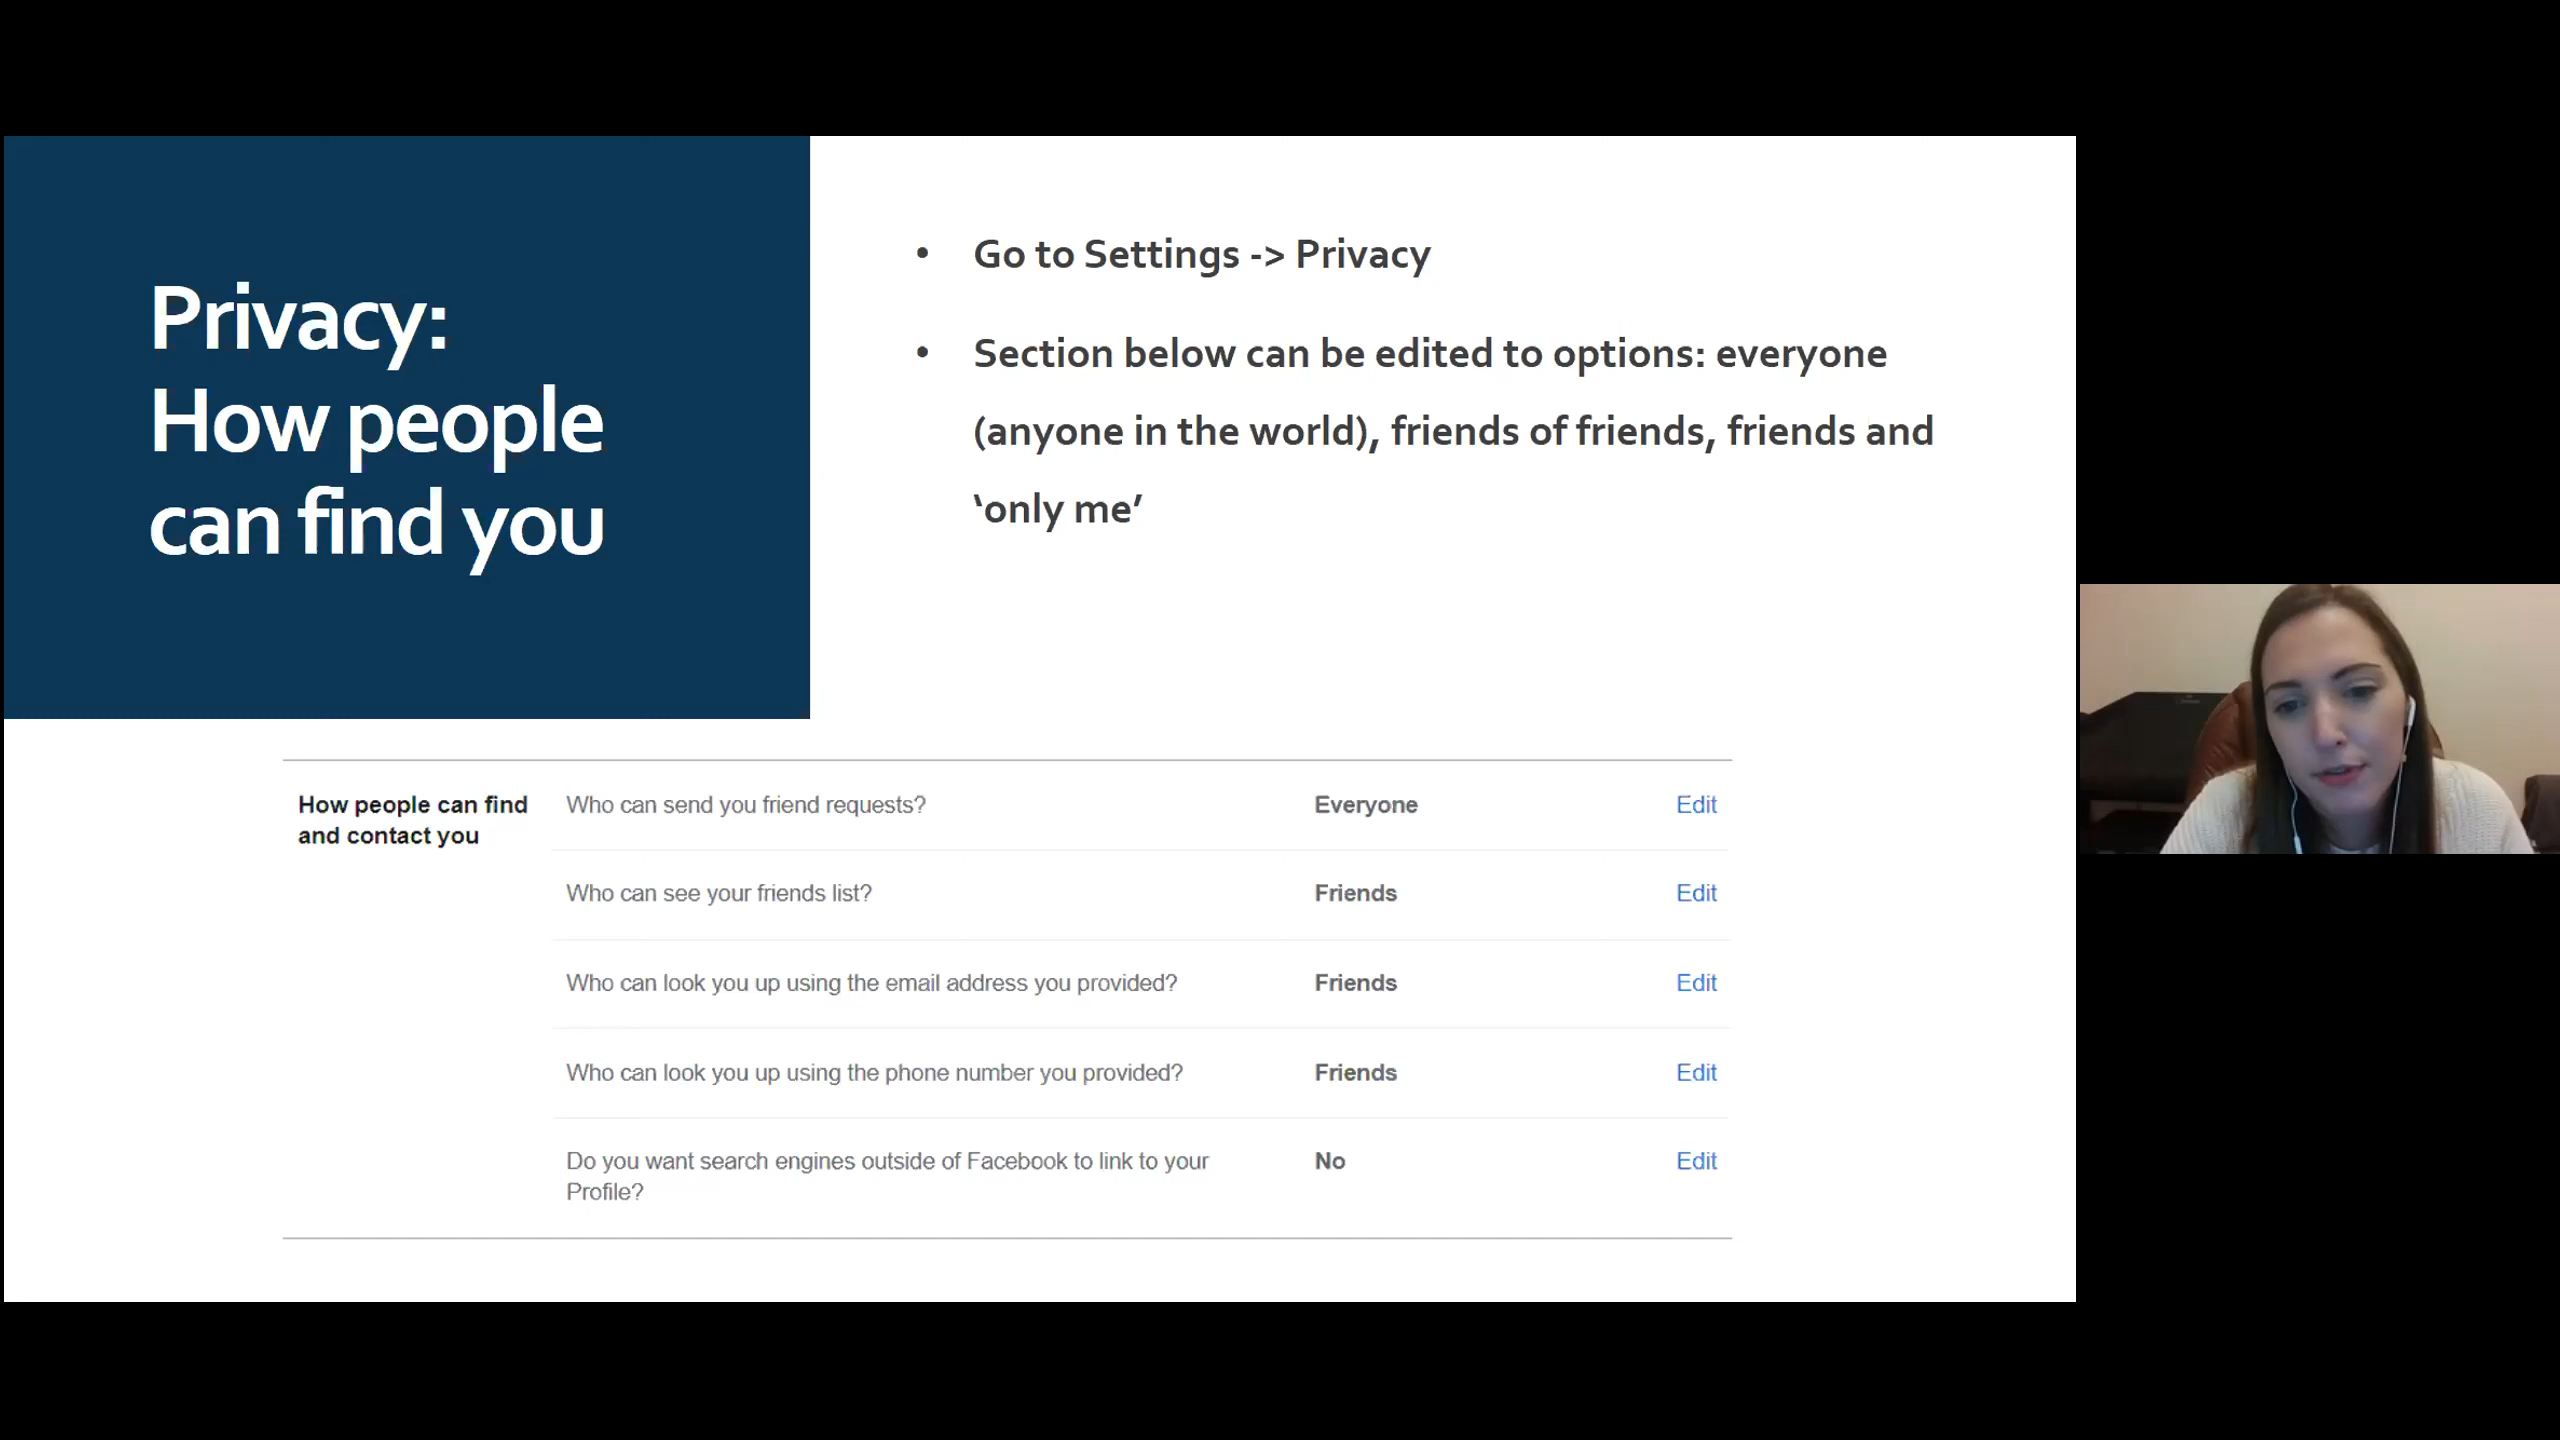 Privacy:
How people
can find you
• Go to Settings -> Privacy
• Section below can be edited to options: everyone
(anyone in the world), friends of friends, friends and
‘only me’
How people can find
and contact you
Who can send you friend requests? Everyone Edit
Who can see your friends list? Friends Edit
Who can look you up using the email address you provided? Friends Edit
Who can look you up using the phone number you provided? Friends Edit
Do you want search engines outside of Facebook to link to your No Edit
Profile?